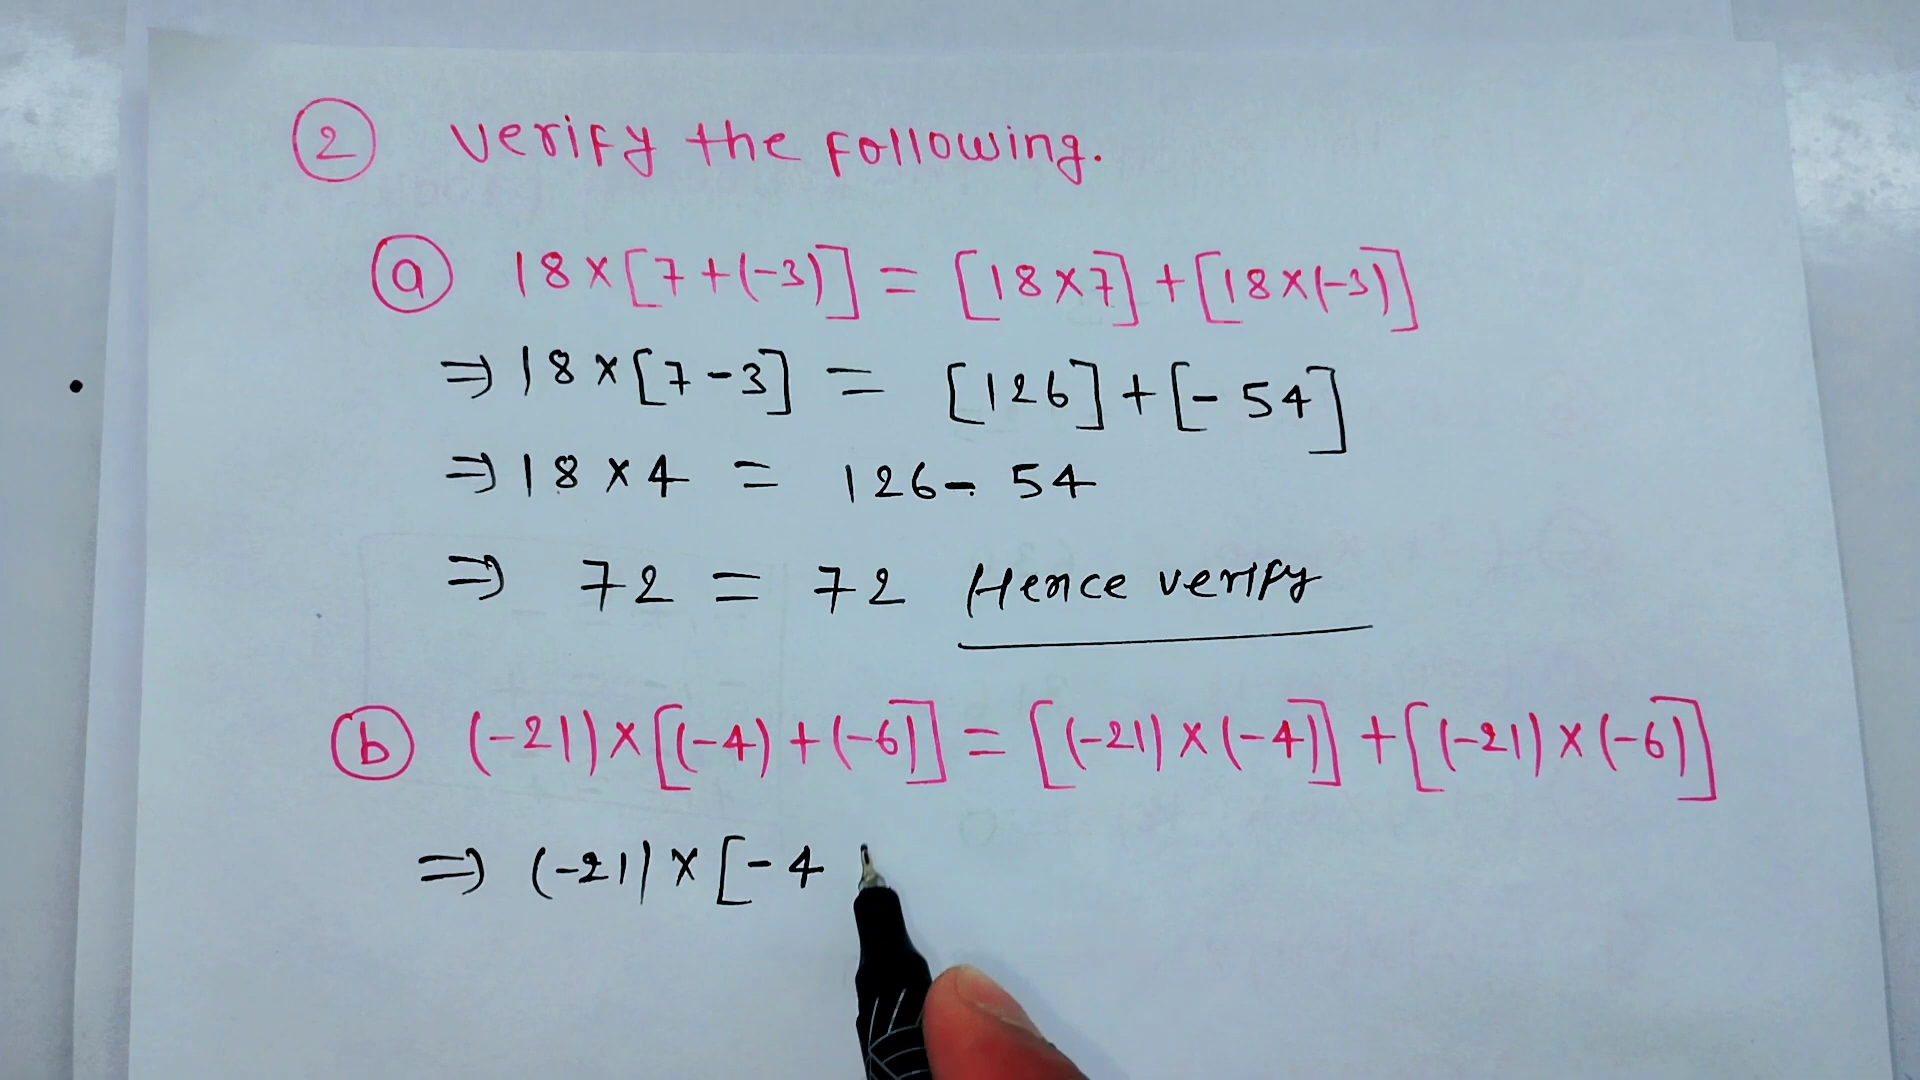 2 Verify the following.
a 18×[7+(-3)] = [18×7]+[18×(-3)]
⇒ 18×[7-3] = [126]+[-54]
⇒ 18×4 = 126-54
⇒ 72 = 72 Hence verify
b (-21)×[(-4)+(-6)] = [(-21)×(-4)]+[(-21)×(-6)]
⇒ (-21)×[-4